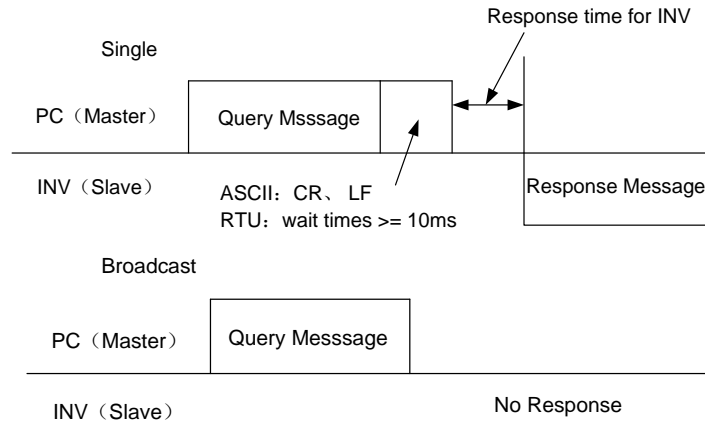 Response time for INV
Single
PC（Master）
Query Msssage
INV（Slave）
ASCII：CR、LF
RTU：wait times >= 10ms
Response Message
Broadcast
PC（Master）
Query Messsage
INV（Slave）
No Response